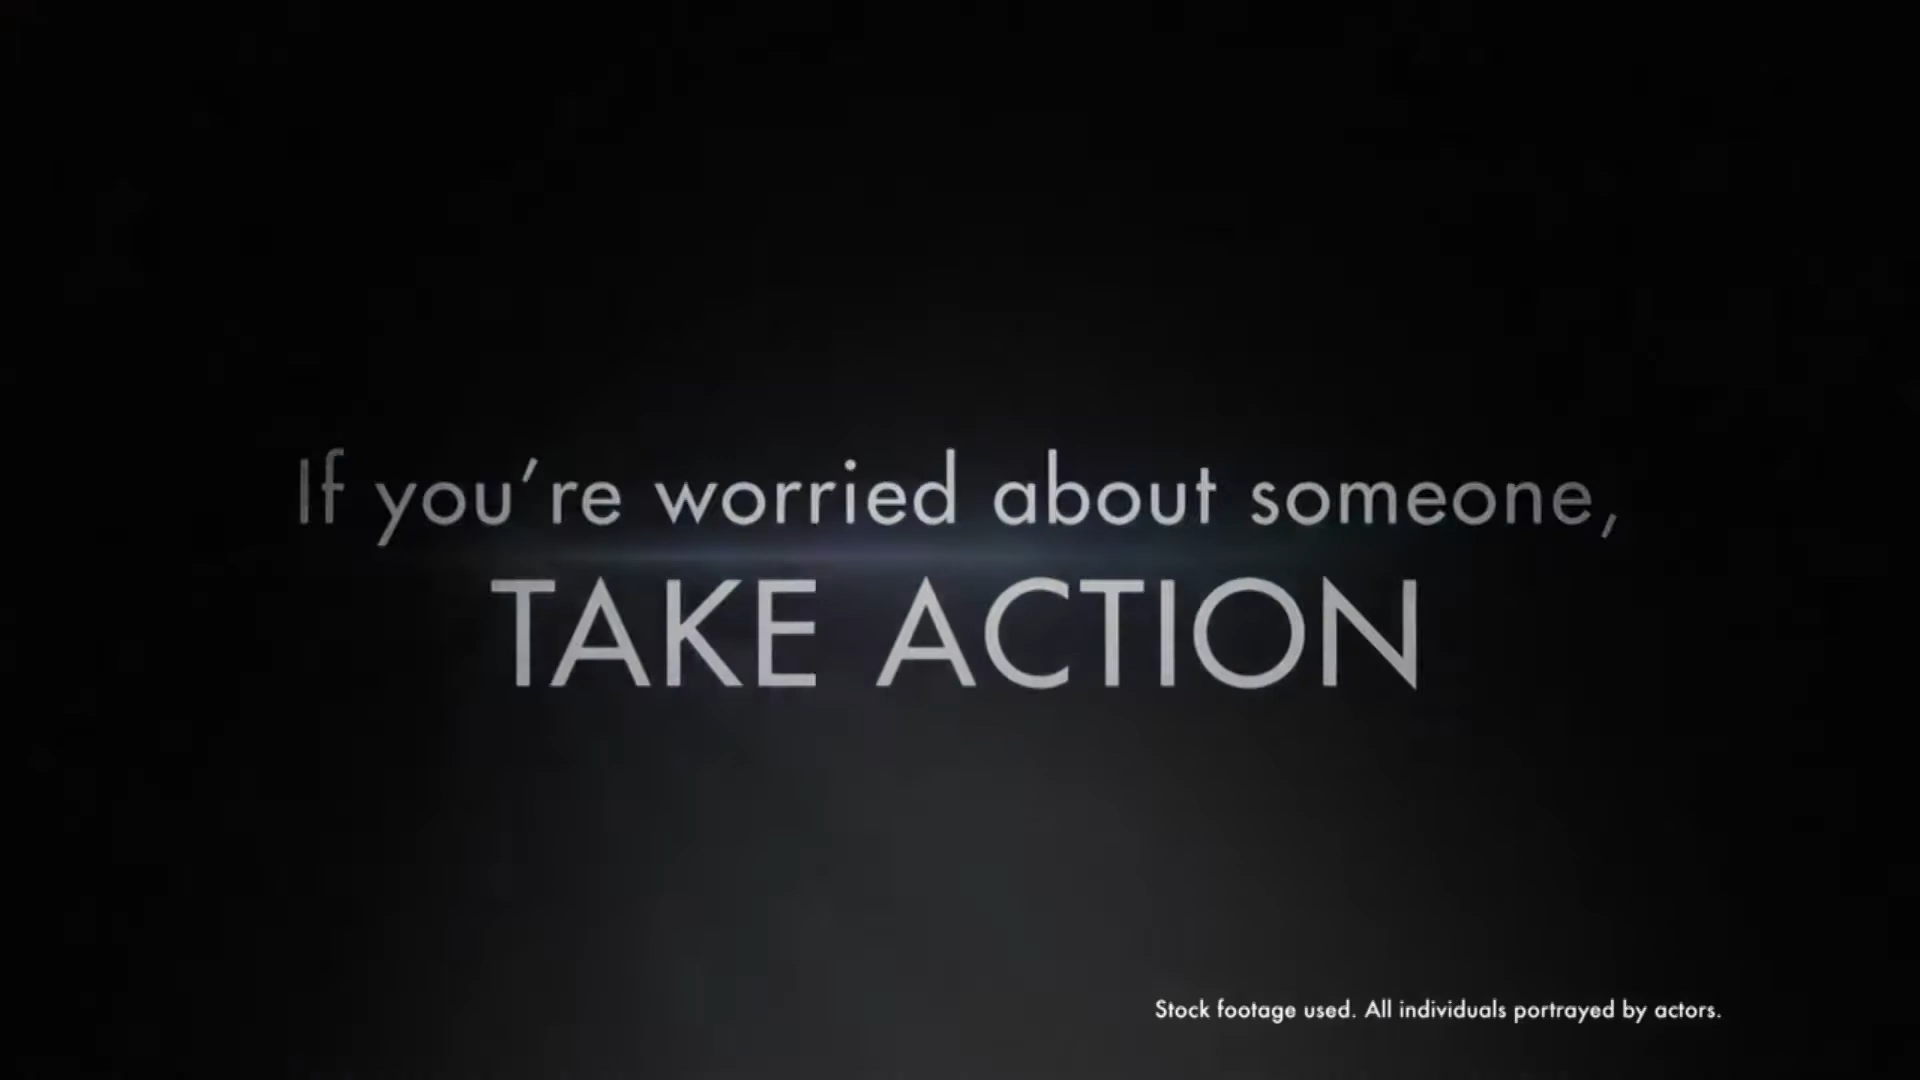 If you're worried about someone,
TAKE ACTION
Stock footage used. All individuals portrayed by actors.